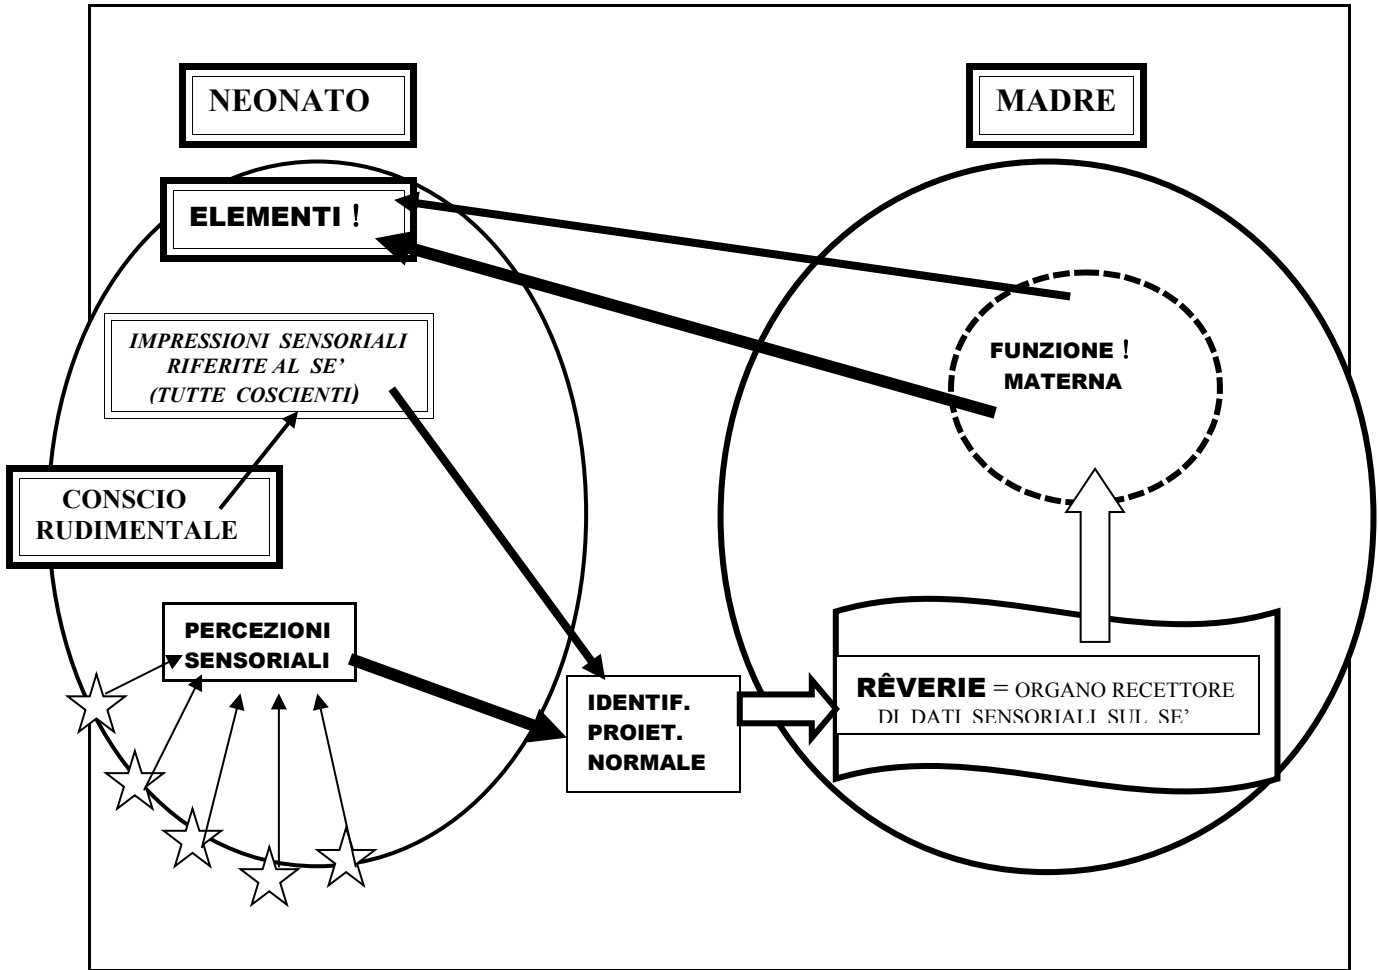 NEONATO
MADRE
ELEMENTI !
IMPRESSIONI SENSORIALI
RIFERITE AL SE’
(TUTTE COSCIENTI)
FUNZIONE !
MATERNA
CONSCIO
RUDIMENTALE
PERCEZIONI
SENSORIALI
IDENTIF.
PROIET.
NORMALE
RÊVERIE = ORGANO RECETTORE
DI DATI SENSORIALI SUL SE’